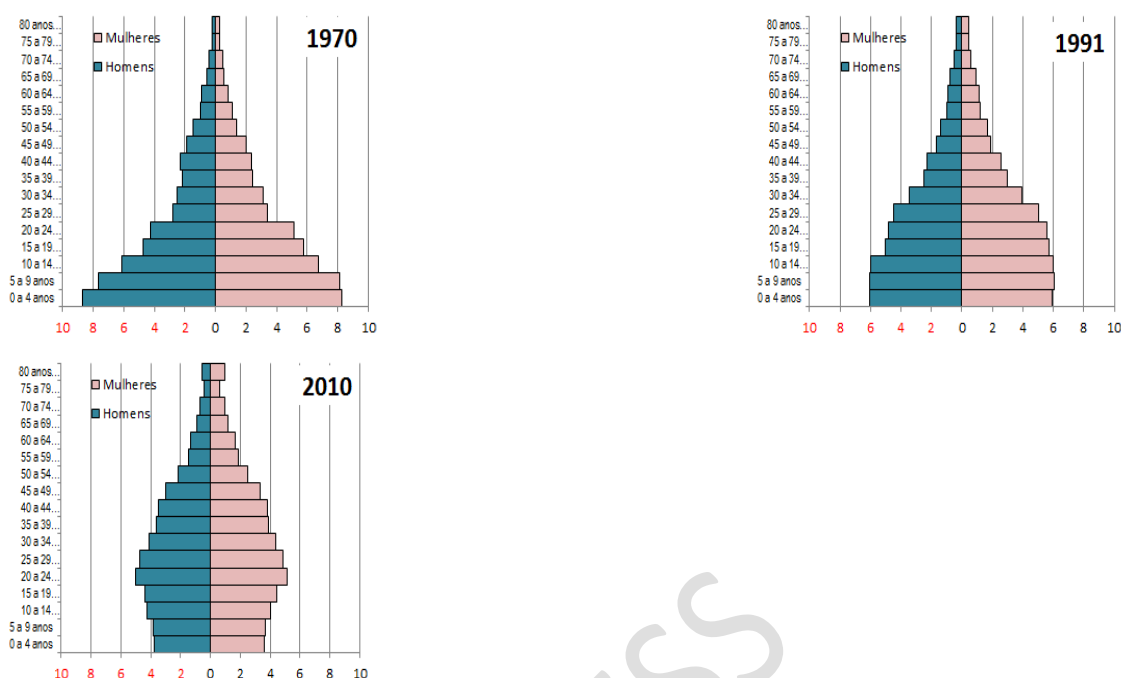 80 anos...
75 a 79...
70 a 74...
65 a 69...
60 a 64...
55 a 59...
50 a 54...
45 a 49...
40 a 44...
35 a 39...
30 a 34...
25 a 29...
20 a 24...
15 a 19...
10 a 14...
5 a 9 anos
0 a 4 anos
Mulheres
Homens
1970
10 8 6 4 2 0 2 4 6 8 10
80 anos...
75 a 79...
70 a 74...
65 a 69...
60 a 64...
55 a 59...
50 a 54...
45 a 49...
40 a 44...
35 a 39...
30 a 34...
25 a 29...
20 a 24...
15 a 19...
10 a 14...
5 a 9 anos
0 a 4 anos
Mulheres
Homens
1991
10 8 6 4 2 0 2 4 6 8 10
80 anos...
75 a 79...
70 a 74...
65 a 69...
60 a 64...
55 a 59...
50 a 54...
45 a 49...
40 a 44...
35 a 39...
30 a 34...
25 a 29...
20 a 24...
15 a 19...
10 a 14...
5 a 9 anos
0 a 4 anos
Mulheres
Homens
2010
10 8 6 4 2 0 2 4 6 8 10